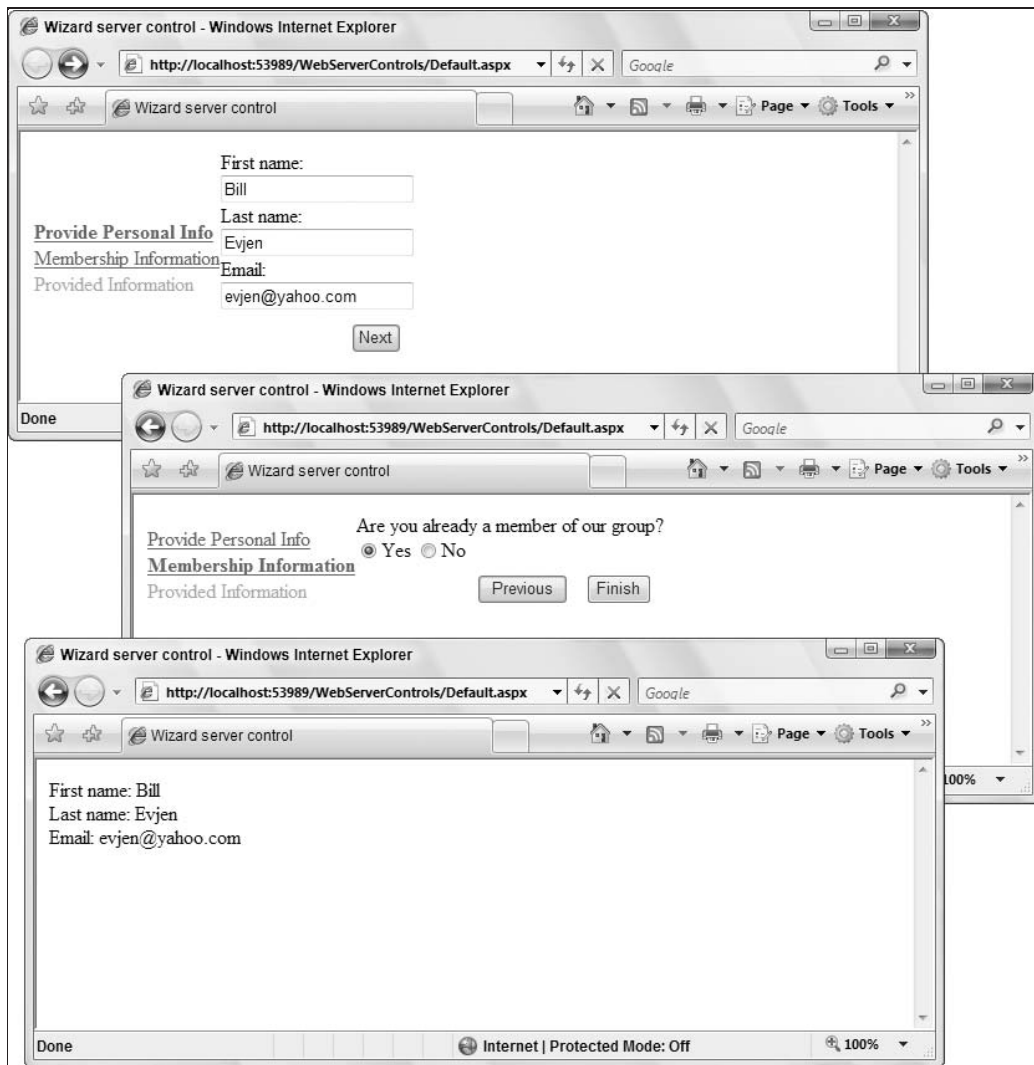 Wizard server control - Windows Internet Explorer
http://localhost:53989/WebServerControls/Default.aspx
Google
Wizard server control
Page
Tools
First name:
Bill
Last name:
Evjen
Email:
evjen@yahoo.com
Provide Personal Info
Membership Information
Provided Information
Next
Done
Wizard server control - Windows Internet Explorer
http://localhost:53989/WebServerControls/Default.aspx
Google
Wizard server control
Page
Tools
Provide Personal Info
Membership Information
Provided Information
Are you already a member of our group?
Yes No
Previous
Finish
100%
Wizard server control - Windows Internet Explorer
http://localhost:53989/WebServerControls/Default.aspx
Google
Wizard server control
Page
Tools
First name: Bill
Last name: Evjen
Email: evjen@yahoo.com
Done
Internet | Protected Mode: Off
100%